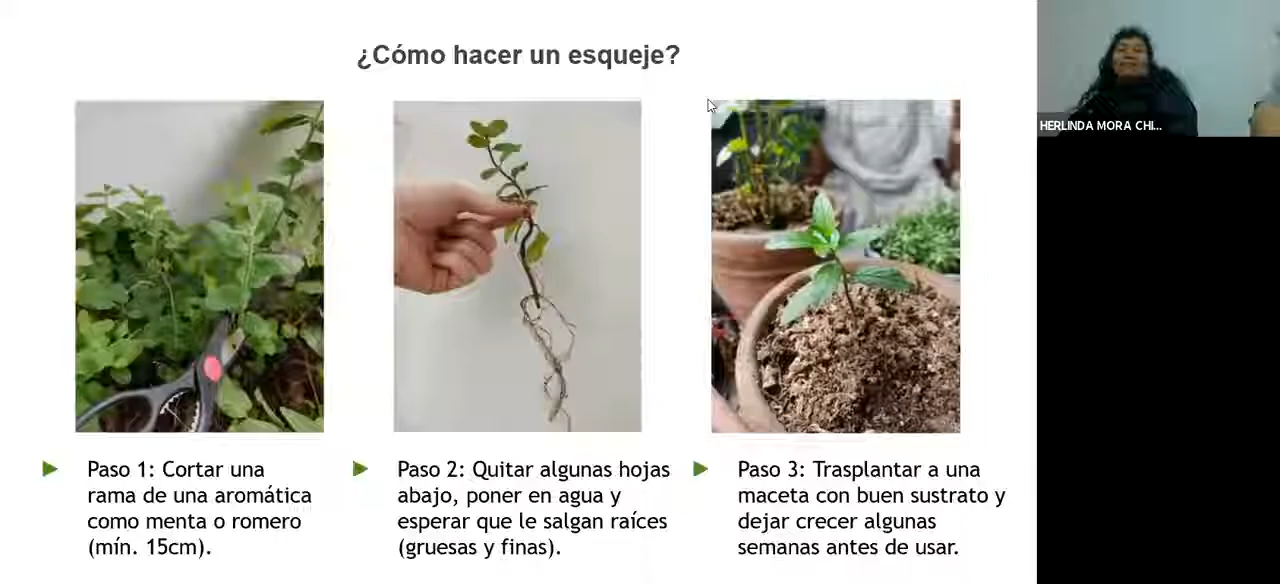 ¿Cómo hacer un esqueje?
HERLINDA MORA CHI...
Paso 1: Cortar una
rama de una aromática
como menta o romero
(mín. 15cm).
Paso 2: Quitar algunas hojas
abajo, poner en agua y
esperar que le salgan raíces
(gruesas y finas).
Paso 3: Trasplantar a una
maceta con buen sustrato y
dejar crecer algunas
semanas antes de usar.